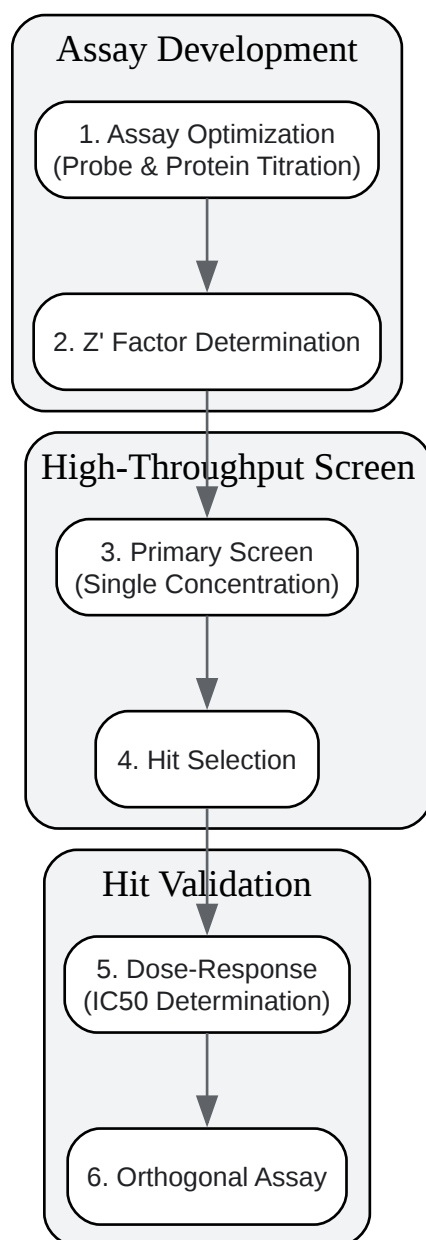 Assay Development
1. Assay Optimization
(Probe & Protein Titration)
2. Z' Factor Determination
High-Throughput Screen
3. Primary Screen
(Single Concentration)
4. Hit Selection
Hit Validation
5. Dose-Response
(IC50 Determination)
6. Orthogonal Assay